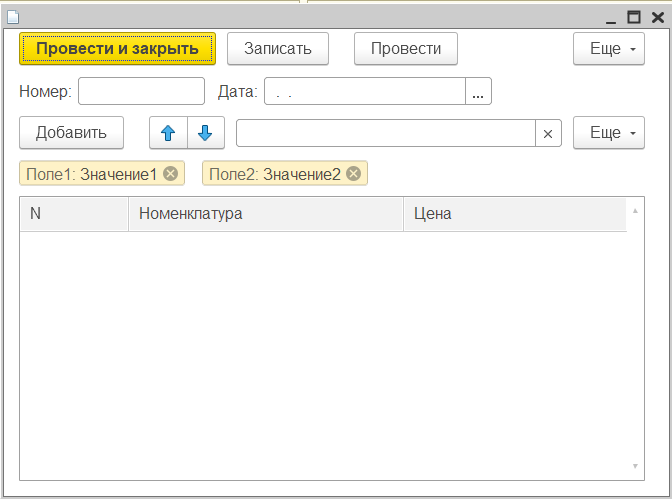 Провести и закрыть Записать Провести Еще
Номер: Дата: . . ...
Добавить × Еще
Поле1: Значение1 Поле2: Значение2
N Номенклатура Цена